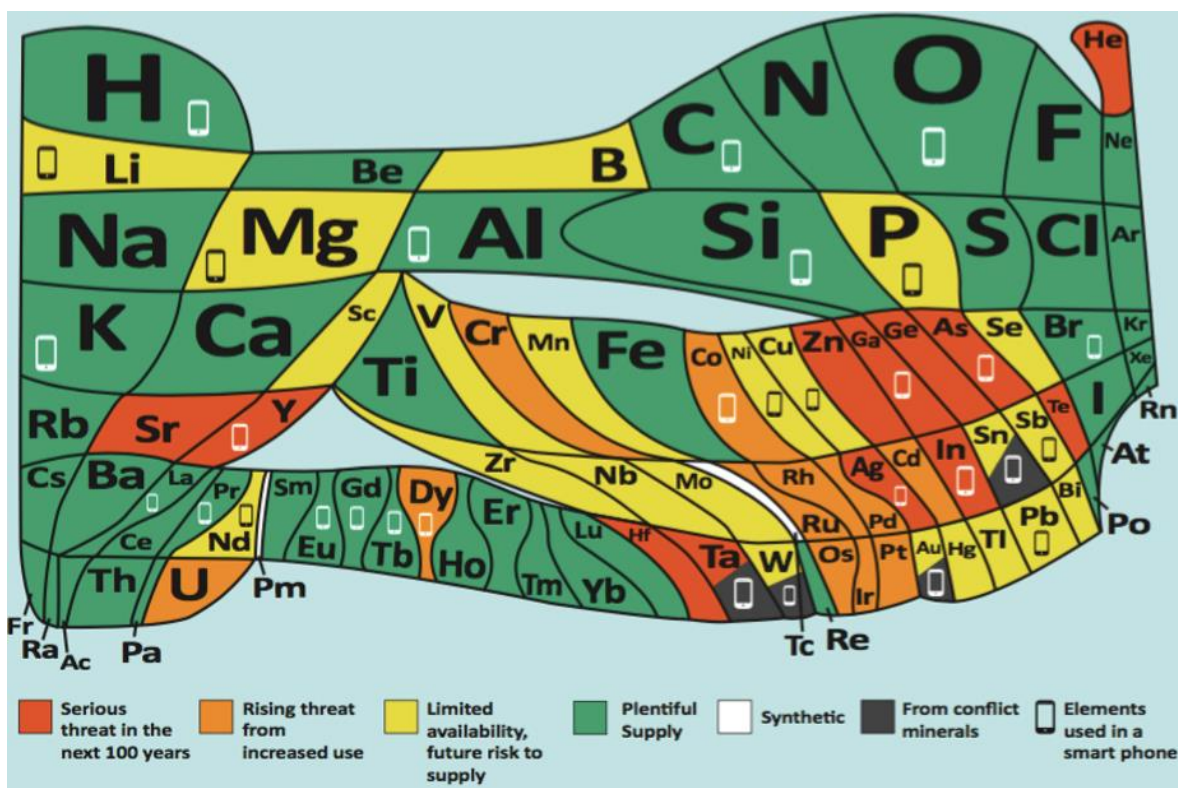 H
He
C
N
O
F
Ne
Li
Be
B
Na
Mg
Al
Si
P
S
Cl
Ar
K
Ca
Sc
Ti
V
Cr
Mn
Fe
Co
Ni
Cu
Zn
Ga
Ge
As
Se
Br
Kr
Xe
Rn
Rb
Sr
Y
Zr
Nb
Mo
Rh
Ru
Ag
Pd
Cd
In
Sn
Sb
Te
I
At
Po
Cs
Ba
La
Ce
Pr
Nd
Sm
Eu
Gd
Tb
Dy
Ho
Er
Tm
Yb
Lu
Hf
Ta
W
Os
Ir
Pt
Au
Hg
Tl
Pb
Bi
Th
U
Pm
Fr
Ra
Ac
Pa
Tc
Re
Serious
threat in the
next 100 years
Rising threat
from
increased use
Limited
availability,
future risk to
supply
Plentiful
Supply
Synthetic
From conflict
minerals
Elements
used in a
smart phone